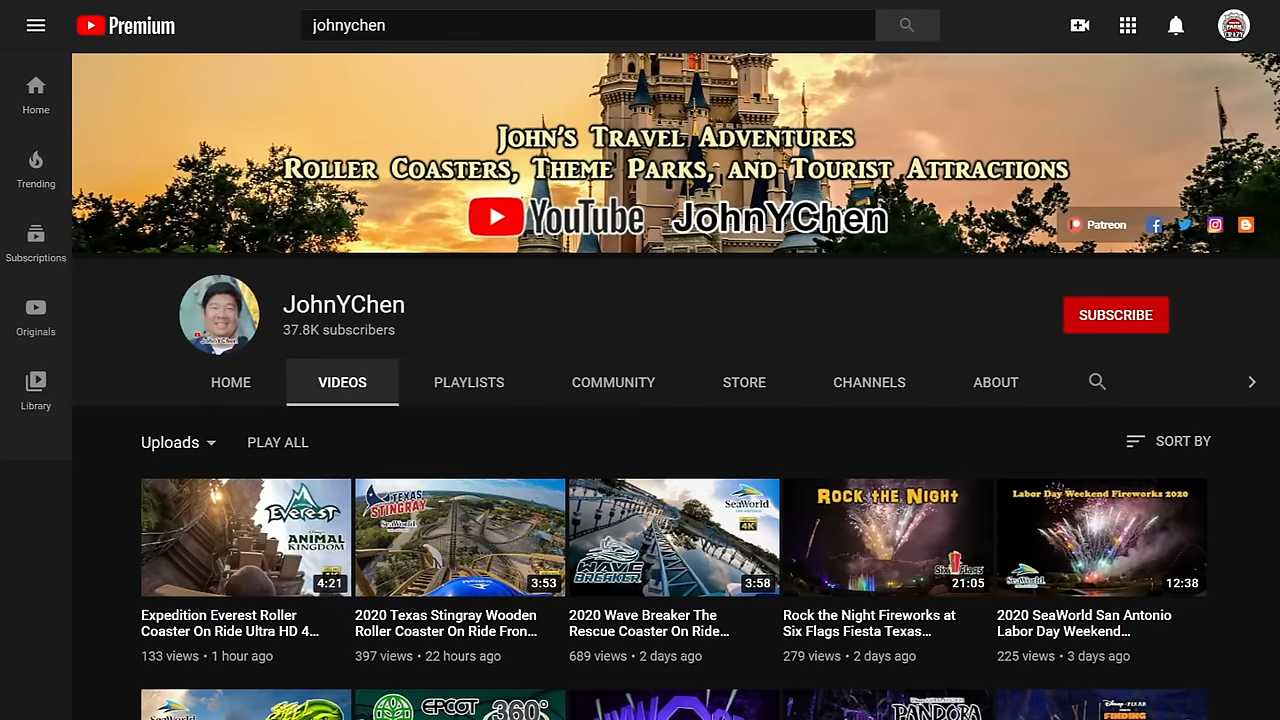 Premium
johnychen
Home
Trending
Subscriptions
Originals
Library
John's Travel Adventures
Roller Coasters, Theme Parks, and Tourist Attractions
YouTube JohnYChen
Patreon
JohnYChen
37.8K subscribers
SUBSCRIBE
HOME VIDEOS PLAYLISTS COMMUNITY STORE CHANNELS ABOUT
Uploads PLAY ALL SORT BY
EVEREST
Disney's
ANIMAL
KINGDOM
4:21
TEXAS
STINGRAY
SeaWorld
3:53
SeaWorld
4K
WAVE
BREAKER
3:58
ROCK THE NIGHT
Six Flags
21:05
Labor Day Weekend Fireworks 2020
SeaWorld
12:38
Expedition Everest Roller
Coaster On Ride Ultra HD 4...
133 views • 1 hour ago
2020 Texas Stingray Wooden
Roller Coaster On Ride Fron...
397 views • 22 hours ago
2020 Wave Breaker The
Rescue Coaster On Ride...
689 views • 2 days ago
Rock the Night Fireworks at
Six Flags Fiesta Texas...
279 views • 2 days ago
2020 SeaWorld San Antonio
Labor Day Weekend...
225 views • 3 days ago
SeaWorld
EPCOT 360°
PANDORA
Disney·PIXAR
FINDING